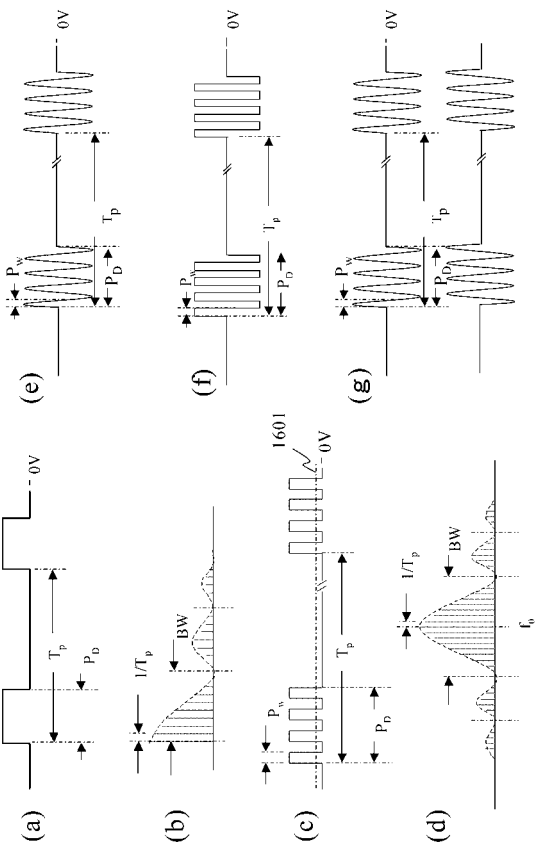 (a)
0V
T_p
P_D
(b)
1/T_p
BW
(c)
P_w
1601
0V
T_p
P_D
(d)
1/T_p
BW
f_0
(e)
P_w
0V
T_p
P_D
(f)
P_w
0V
T_p
P_D
(g)
P_w
0V
T_p
P_D